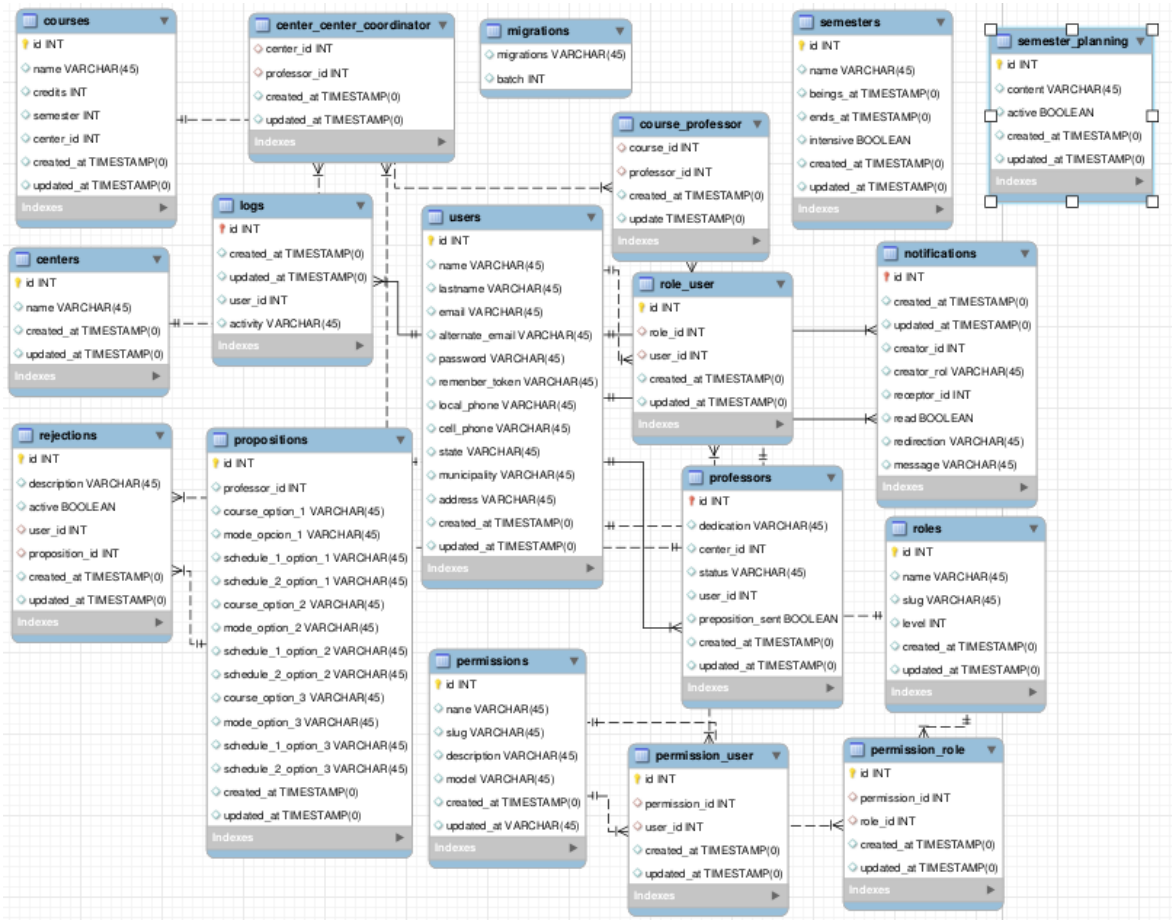 courses
id INT
name VARCHAR(45)
credits INT
semester INT
center_id INT
created_at TIMESTAMP(0)
updated_at TIMESTAMP(0)
Indexes
center_center_coordinator
center_id INT
professor_id INT
created_at TIMESTAMP(0)
updated_at TIMESTAMP(0)
Indexes
migrations
migrations VARCHAR(45)
batch INT
semesters
id INT
name VARCHAR(45)
beings_at TIMESTAMP(0)
ends_at TIMESTAMP(0)
intensive BOOLEAN
created_at TIMESTAMP(0)
updated_at TIMESTAMP(0)
Indexes
semester_planning
id INT
content VARCHAR(45)
active BOOLEAN
created_at TIMESTAMP(0)
updated_at TIMESTAMP(0)
Indexes
course_professor
course_id INT
professor_id INT
created_at TIMESTAMP(0)
update TIMESTAMP(0)
Indexes
logs
id INT
created_at TIMESTAMP(0)
updated_at TIMESTAMP(0)
user_id INT
activity VARCHAR(45)
Indexes
users
id INT
name VARCHAR(45)
lastname VARCHAR(45)
email VARCHAR(45)
alternate_email VARCHAR(45)
password VARCHAR(45)
remember_token VARCHAR(45)
local_phone VARCHAR(45)
cell_phone VARCHAR(45)
state VARCHAR(45)
municipality VARCHAR(45)
address VARCHAR(45)
created_at TIMESTAMP(0)
updated_at TIMESTAMP(0)
Indexes
centers
id INT
name VARCHAR(45)
created_at TIMESTAMP(0)
updated_at TIMESTAMP(0)
Indexes
role_user
id INT
role_id INT
user_id INT
created_at TIMESTAMP(0)
updated_at TIMESTAMP(0)
Indexes
notifications
id INT
created_at TIMESTAMP(0)
updated_at TIMESTAMP(0)
creator_id INT
creator_rol VARCHAR(45)
receptor_id INT
read BOOLEAN
redirection VARCHAR(45)
message VARCHAR(45)
Indexes
rejections
id INT
description VARCHAR(45)
active BOOLEAN
user_id INT
proposition_id INT
created_at TIMESTAMP(0)
updated_at TIMESTAMP(0)
Indexes
propositions
id INT
professor_id INT
course_option_1 VARCHAR(45)
mode_opcion_1 VARCHAR(45)
schedule_1_option_1 VARCHAR(45)
schedule_2_option_1 VARCHAR(45)
course_option_2 VARCHAR(45)
mode_option_2 VARCHAR(45)
schedule_1_option_2 VARCHAR(45)
schedule_2_option_2 VARCHAR(45)
course_option_3 VARCHAR(45)
mode_option_3 VARCHAR(45)
schedule_1_option_3 VARCHAR(45)
schedule_2_option_3 VARCHAR(45)
created_at TIMESTAMP(0)
updated_at TIMESTAMP(0)
Indexes
professors
id INT
dedication VARCHAR(45)
center_id INT
status VARCHAR(45)
user_id INT
preposition_sent BOOLEAN
created_at TIMESTAMP(0)
updated_at TIMESTAMP(0)
Indexes
roles
id INT
name VARCHAR(45)
slug VARCHAR(45)
level INT
created_at TIMESTAMP(0)
updated_at TIMESTAMP(0)
Indexes
permissions
id INT
name VARCHAR(45)
slug VARCHAR(45)
description VARCHAR(45)
model VARCHAR(45)
created_at TIMESTAMP(0)
updated_at VARCHAR(45)
Indexes
permission_user
id INT
permission_id INT
user_id INT
created_at TIMESTAMP(0)
updated_at TIMESTAMP(0)
Indexes
permission_role
id INT
permission_id INT
role_id INT
created_at TIMESTAMP(0)
updated_at TIMESTAMP(0)
Indexes